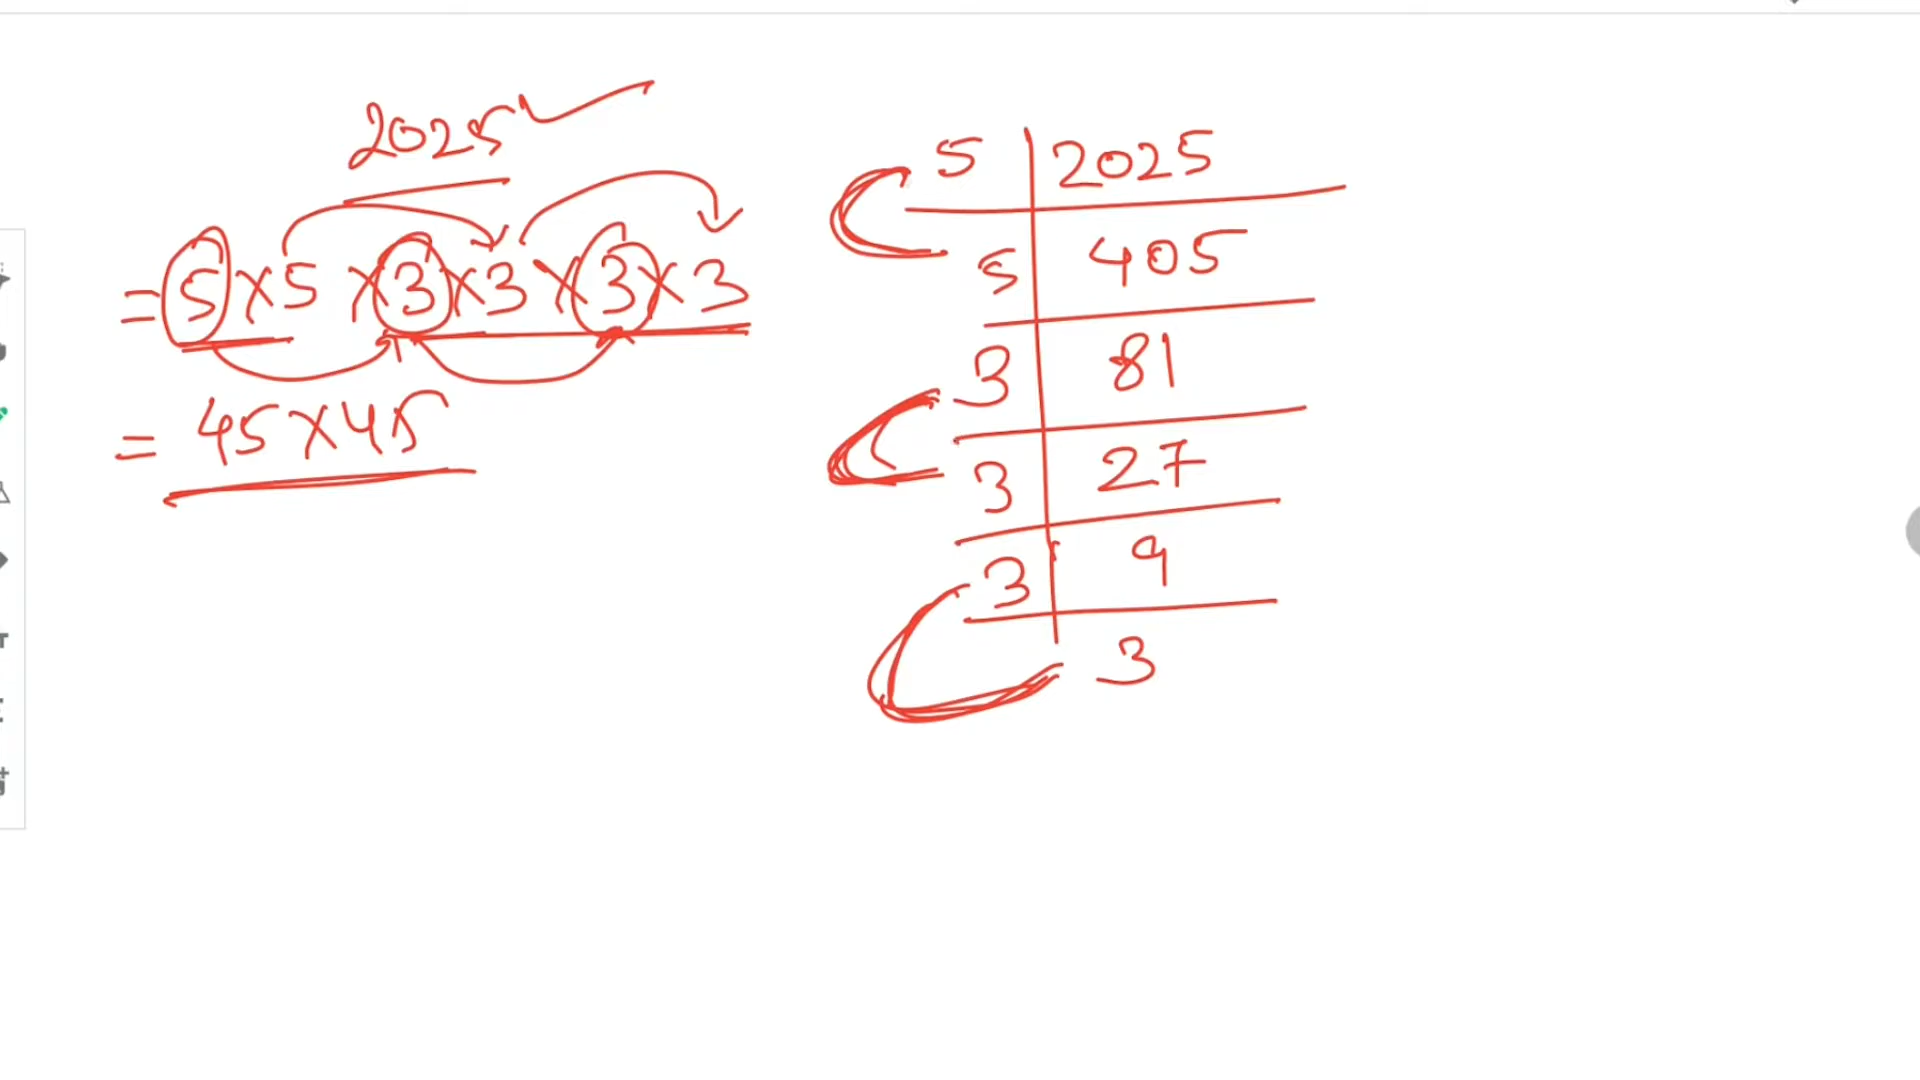 2025
= 5 × 5 × 3 × 3 × 3 × 3
= 45 × 45
5 | 2025
5 | 405
3 | 81
3 | 27
3 | 9
3